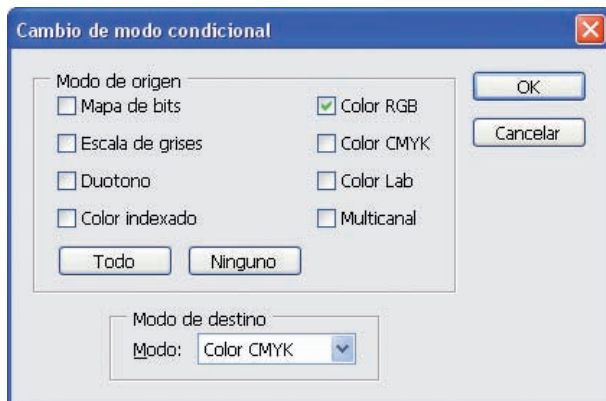 Cambio de modo condicional
Modo de origen
Mapa de bits
Color RGB
Escala de grises
Color CMYK
Duotono
Color Lab
Color indexado
Multicanal
Todo
Ninguno
OK
Cancelar
Modo de destino
Modo: Color CMYK